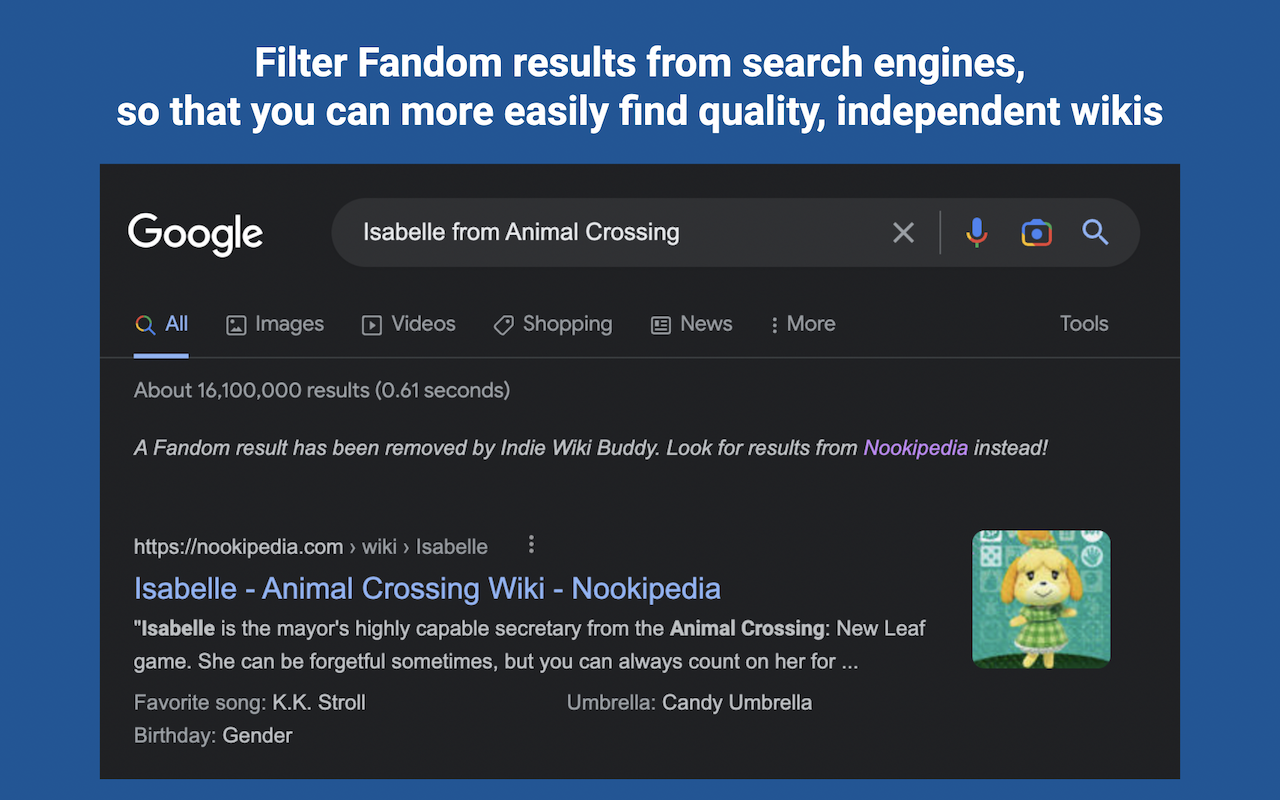 Filter Fandom results from search engines,
so that you can more easily find quality, independent wikis
Google
Isabelle from Animal Crossing
All Images Videos Shopping News More Tools
About 16,100,000 results (0.61 seconds)
A Fandom result has been removed by Indie Wiki Buddy. Look for results from Nookipedia instead!
https://nookipedia.com › wiki › Isabelle
Isabelle - Animal Crossing Wiki - Nookipedia
"Isabelle is the mayor's highly capable secretary from the Animal Crossing: New Leaf
game. She can be forgetful sometimes, but you can always count on her for ...
Favorite song: K.K. Stroll Umbrella: Candy Umbrella
Birthday: Gender